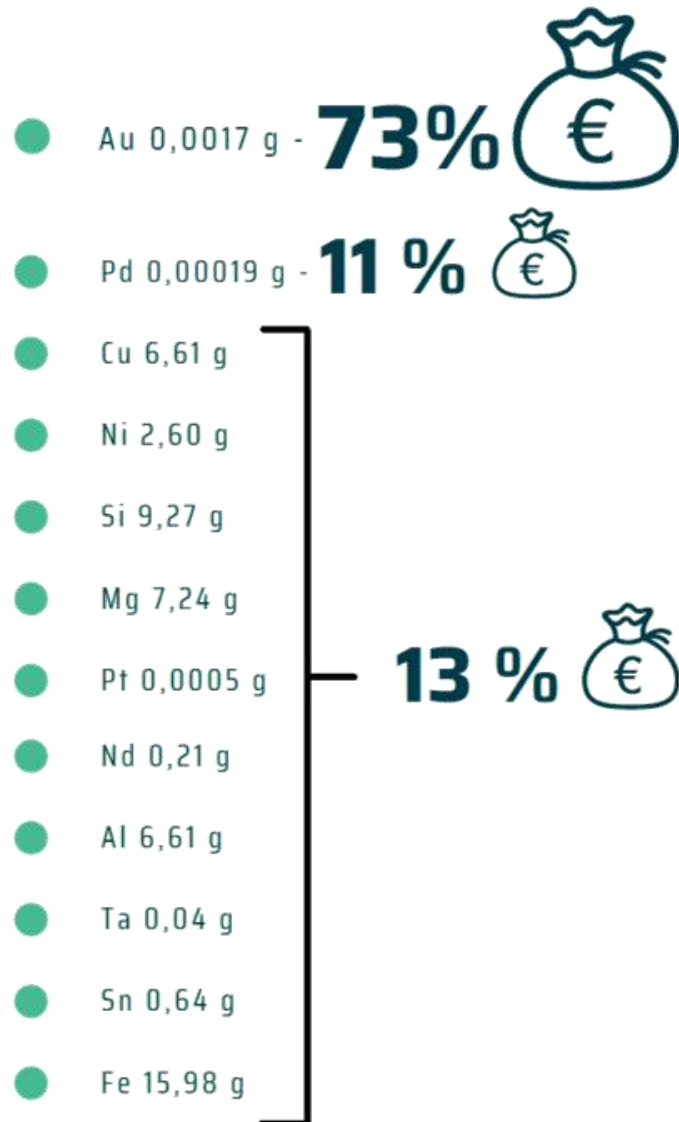 Au 0,0017 g - 73% €
Pd 0,00019 g - 11 % €
Cu 6,61 g
Ni 2,60 g
Si 9,27 g
Mg 7,24 g
Pt 0,0005 g
13 % €
Nd 0,21 g
Al 6,61 g
Ta 0,04 g
Sn 0,64 g
Fe 15,98 g